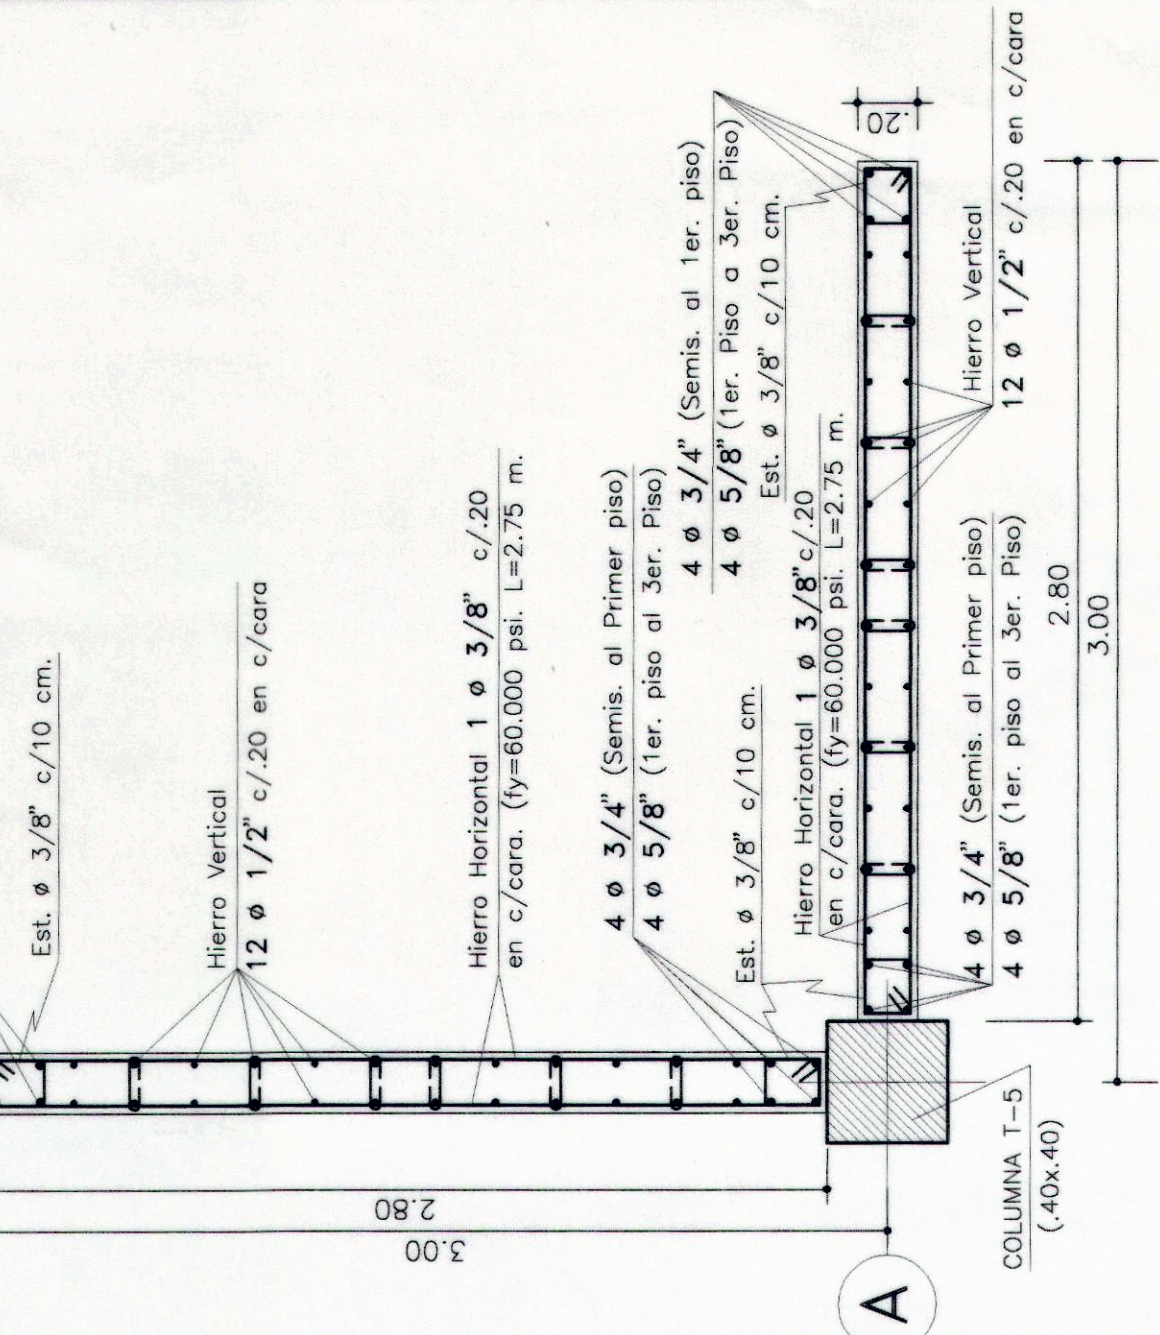 Est. ø 3/8" c/10 cm.
Hierro Vertical
12 ø 1/2" c/.20 en c/cara
Hierro Horizontal 1 ø 3/8" c/.20
en c/cara. (fy=60.000 psi. L=2.75 m.
4 ø 3/4" (Semis. al Primer piso)
4 ø 5/8" (1er. piso al 3er. Piso)
4 ø 3/4" (Semis. al 1er. piso)
4 ø 5/8" (1er. Piso a 3er. Piso)
Est. ø 3/8" c/10 cm.
Est. ø 3/8" c/10 cm.
Hierro Horizontal 1 ø 3/8" c/.20
en c/cara. (fy=60.000 psi. L=2.75 m.
.20
Hierro Vertical
12 ø 1/2" c/.20 en c/cara
4 ø 3/4" (Semis. al Primer piso)
4 ø 5/8" (1er. piso al 3er. Piso)
2.80
3.00
COLUMNA T-5
(.40x.40)
2.80
3.00
A